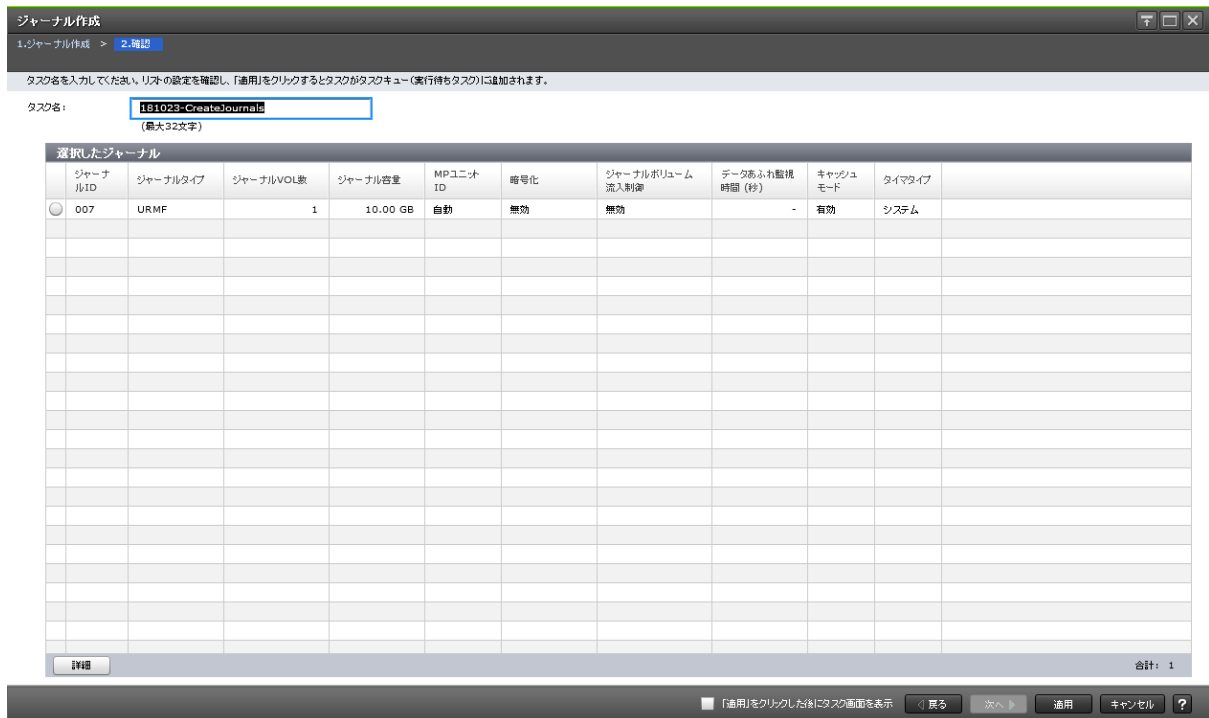 ジャーナル作成
1.ジャーナル作成 > 2.確認
タスク名を入力してください。リストの設定を確認し、「適用」をクリックするとタスクがタスクキュー(実行待ちタスク)に追加されます。
タスク名:
181023-CreateJournals
(最大32文字)
選択したジャーナル
ジャーナルID ジャーナルタイプ ジャーナルVOL数 ジャーナル容量 MPユニットID 暗号化 ジャーナルボリューム流入制御 データあふれ監視時間 (秒) キャッシュモード タイマタイプ
007 URMF 1 10.00 GB 自動 無効 無効 - 有効 システム
詳細 合計: 1
「適用」をクリックした後にタスク画面を表示 戻る 次へ 適用 キャンセル ?